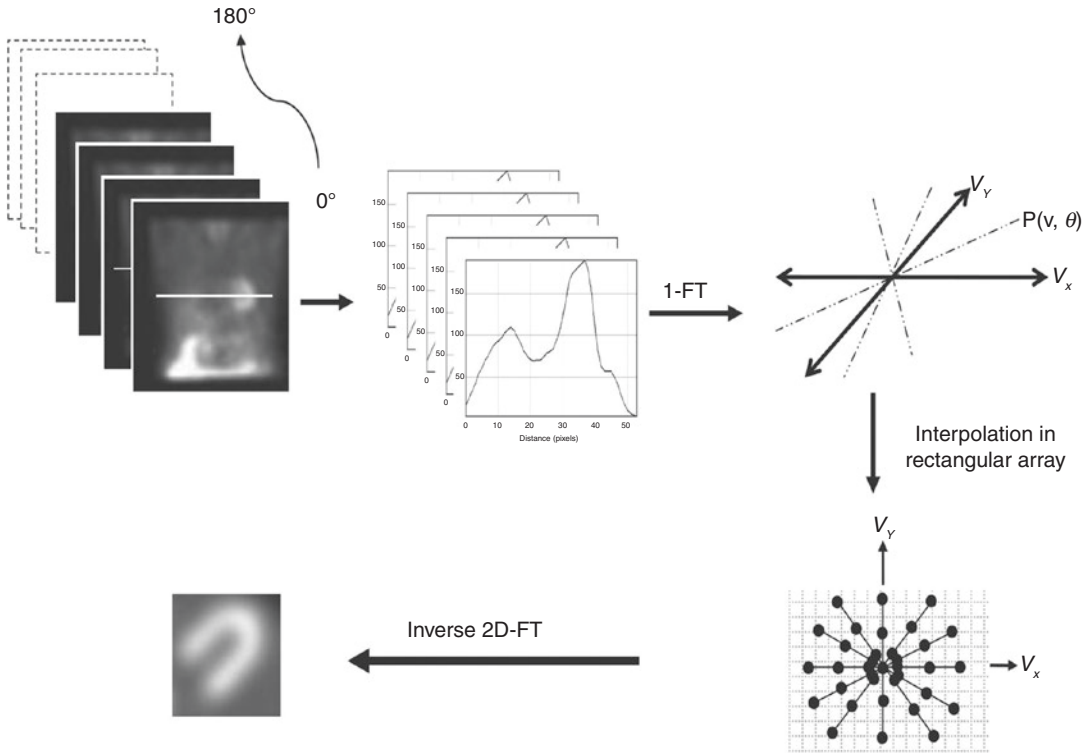 180°
0°
150
100
50
0
150
100
50
0
150
100
50
0
150
100
50
0
150
100
50
0 10 20 30 40 50
Distance (pixels)
1-FT
V_Y
P(v, θ)
V_x
Interpolation in
rectangular array
V_Y
V_x
Inverse 2D-FT